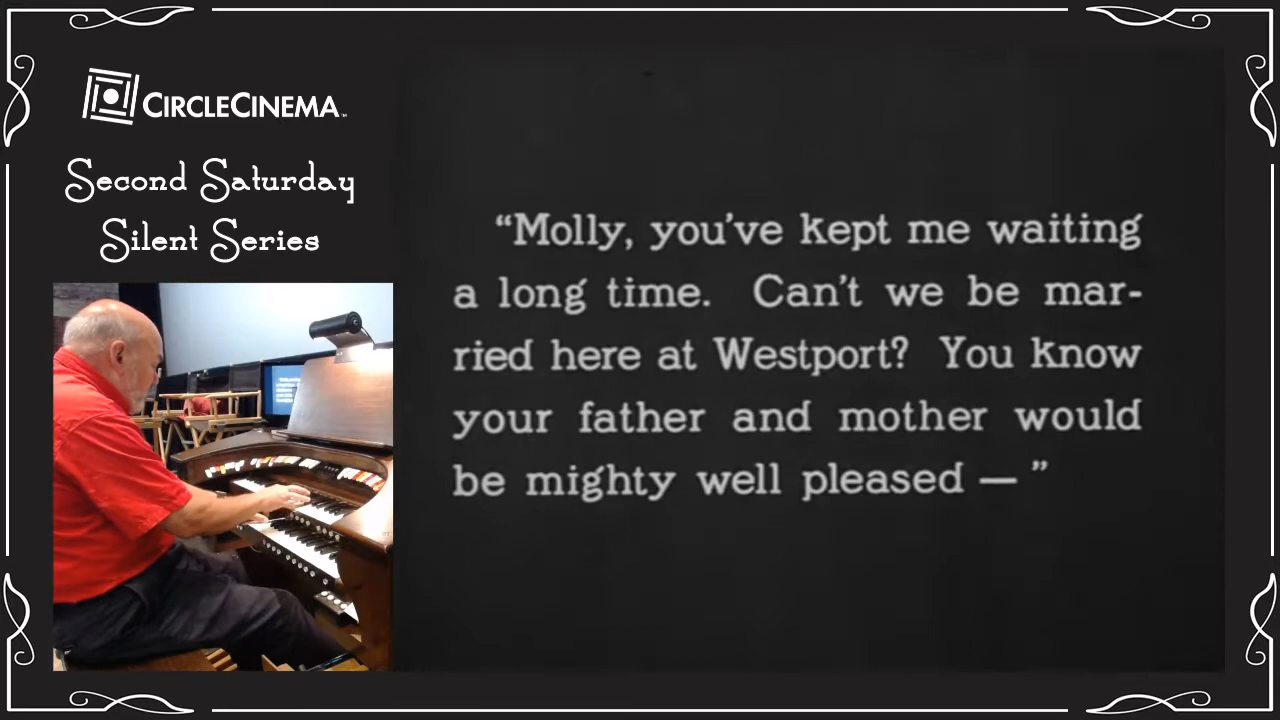 CIRCLECINEMA™
Second Saturday
Silent Series
“Molly, you’ve kept me waiting
a long time. Can’t we be mar-
ried here at Westport? You know
your father and mother would
be mighty well pleased — ”